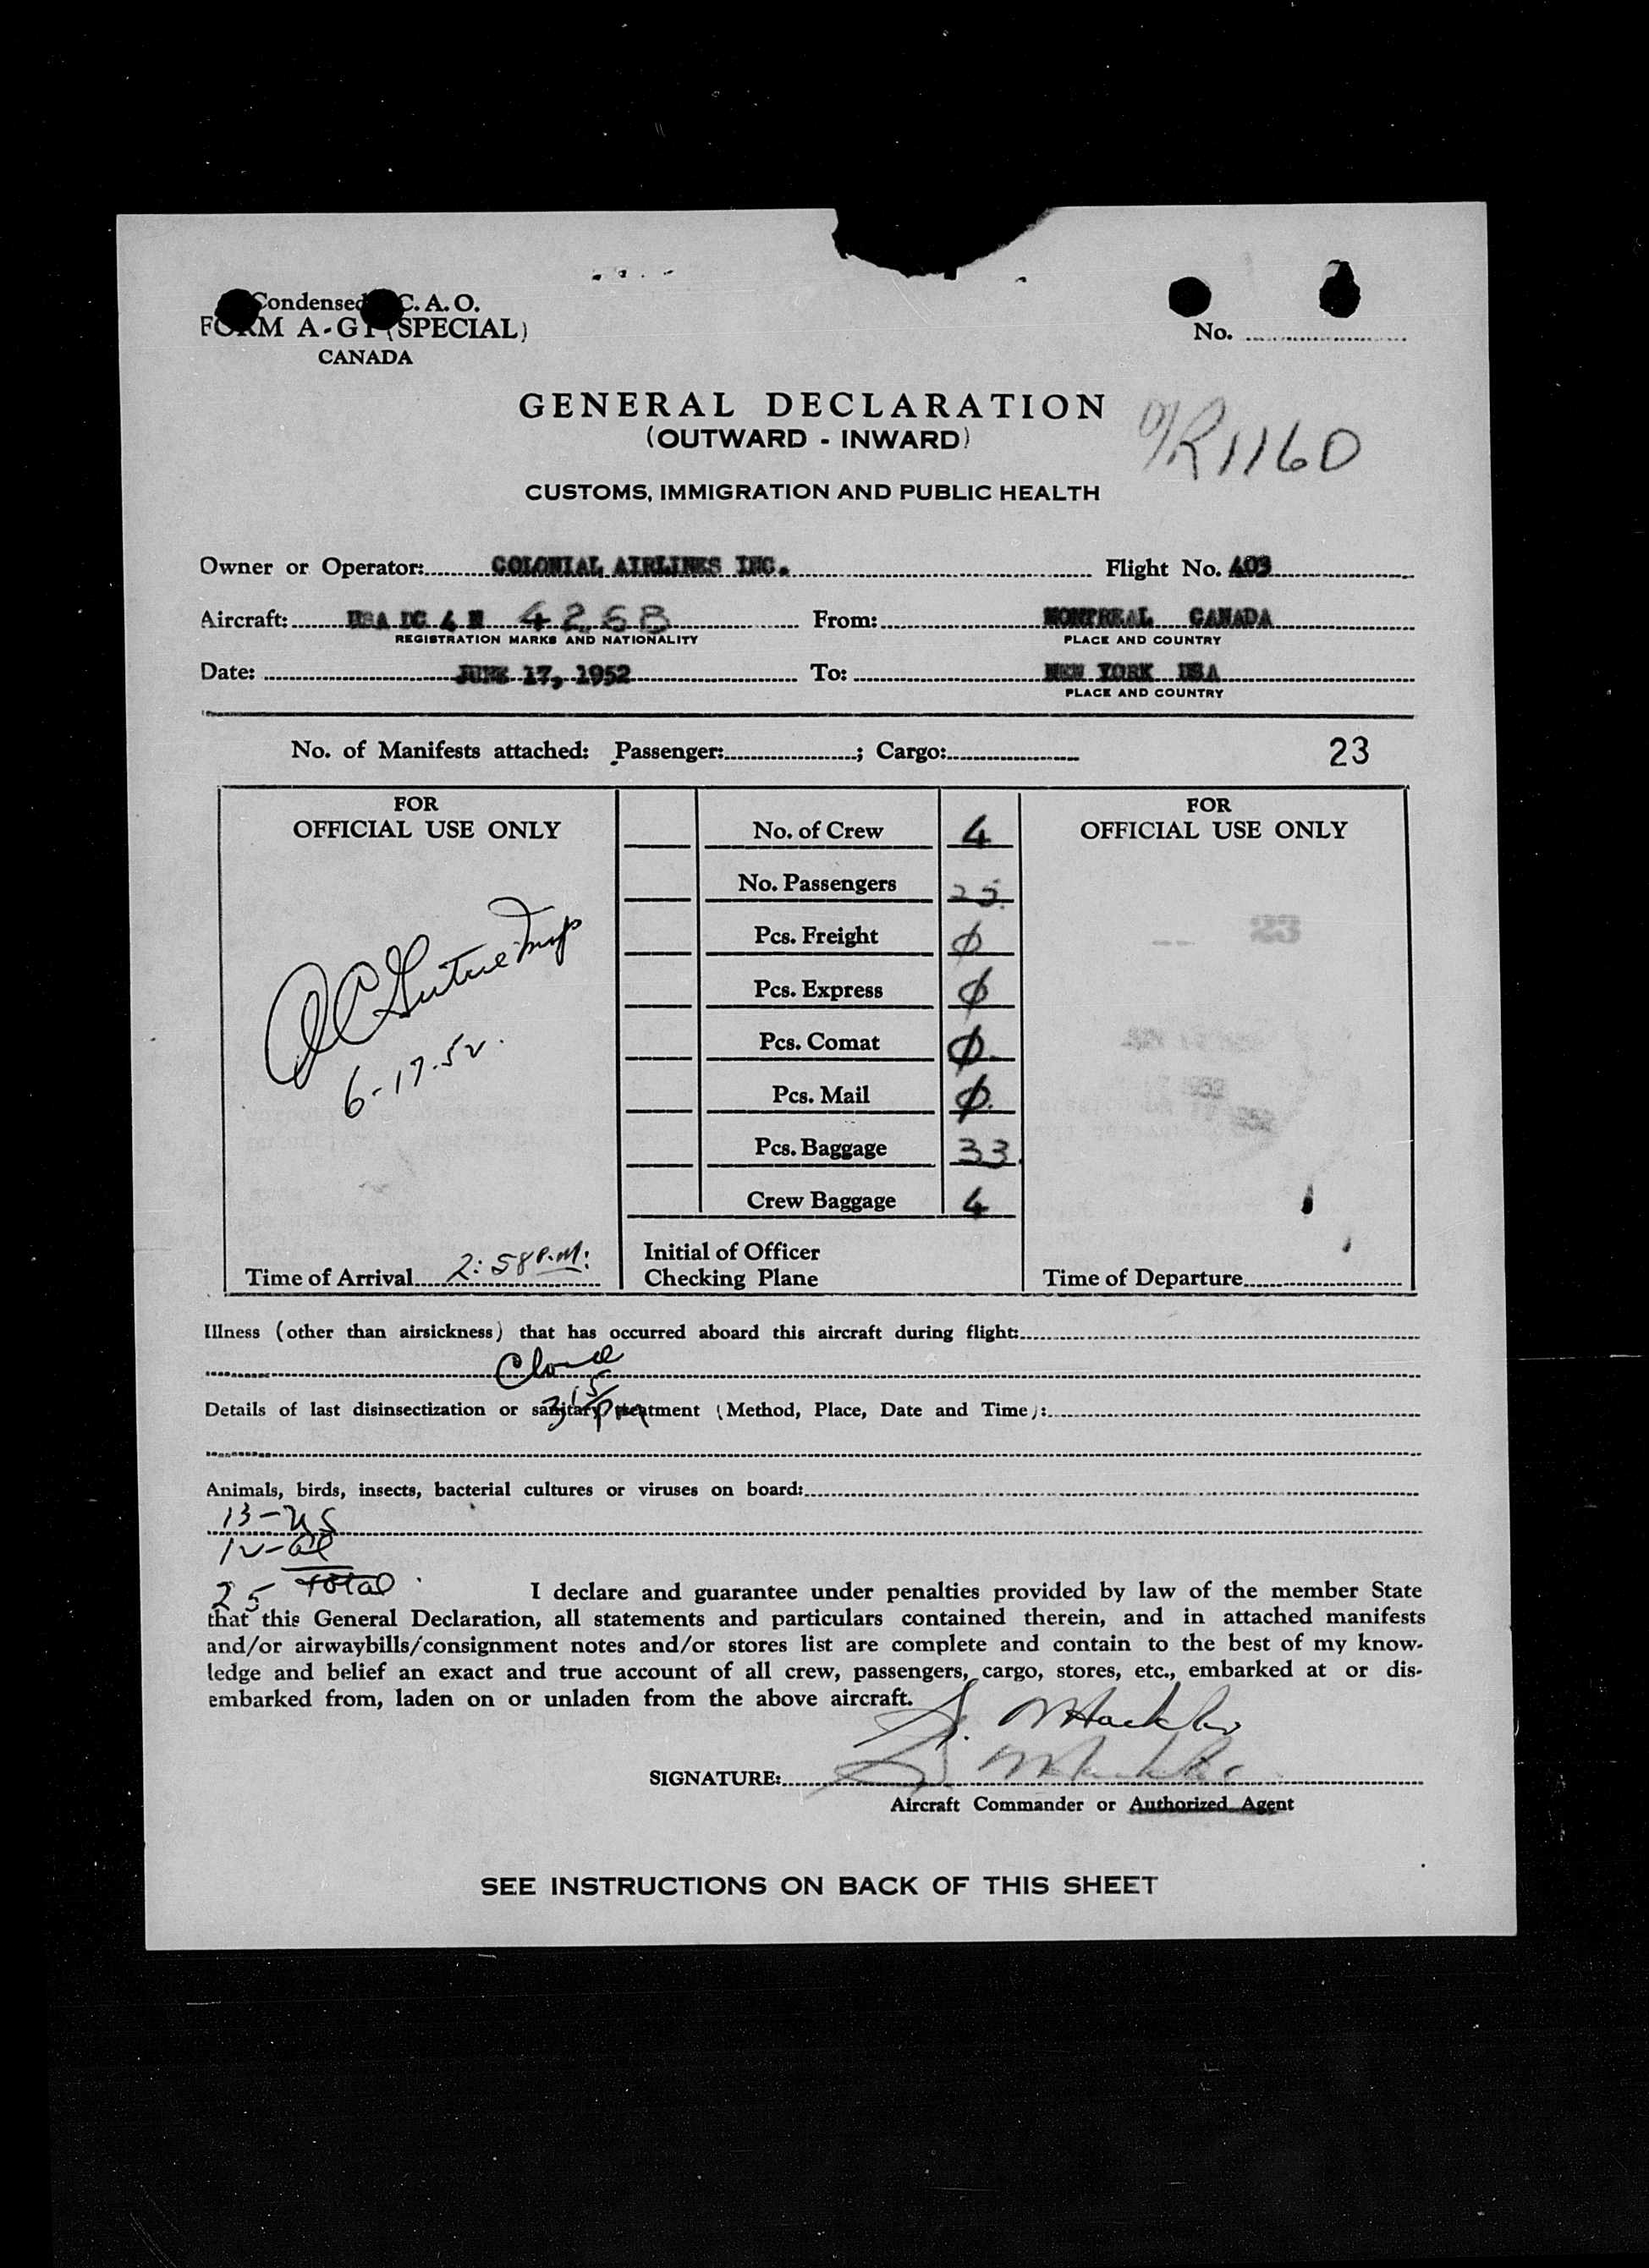 Condensed C. A. O.
FORM A-G1 (SPECIAL)
CANADA
No.
GENERAL DECLARATION
(OUTWARD - INWARD)
1160
CUSTOMS, IMMIGRATION AND PUBLIC HEALTH
Owner or Operator: COLONIAL AIRLINES INC. Flight No. 403
Aircraft: USA DC 4 N 4268 From: MONTREAL CANADA
REGISTRATION MARKS AND NATIONALITY PLACE AND COUNTRY
Date: JUNE 17, 1952 To: NEW YORK USA
PLACE AND COUNTRY
No. of Manifests attached: Passenger: ; Cargo: 23
FOR
OFFICIAL USE ONLY
6-17-52.
Time of Arrival 2:58 P.M.
No. of Crew 4
No. Passengers 25
Pcs. Freight ∅
Pcs. Express ∅
Pcs. Comat ∅
Pcs. Mail ∅
Pcs. Baggage 33
Crew Baggage 4
Initial of Officer
Checking Plane
FOR
OFFICIAL USE ONLY
Time of Departure
Illness (other than airsickness) that has occurred aboard this aircraft during flight:
Details of last disinsectization or sanitary treatment (Method, Place, Date and Time):
Animals, birds, insects, bacterial cultures or viruses on board:
13-US
12-al
25 Total
I declare and guarantee under penalties provided by law of the member State
that this General Declaration, all statements and particulars contained therein, and in attached manifests
and/or airwaybills/consignment notes and/or stores list are complete and contain to the best of my know-
ledge and belief an exact and true account of all crew, passengers, cargo, stores, etc., embarked at or dis-
embarked from, laden on or unladen from the above aircraft.
SIGNATURE:
Aircraft Commander or Authorized Agent
SEE INSTRUCTIONS ON BACK OF THIS SHEET